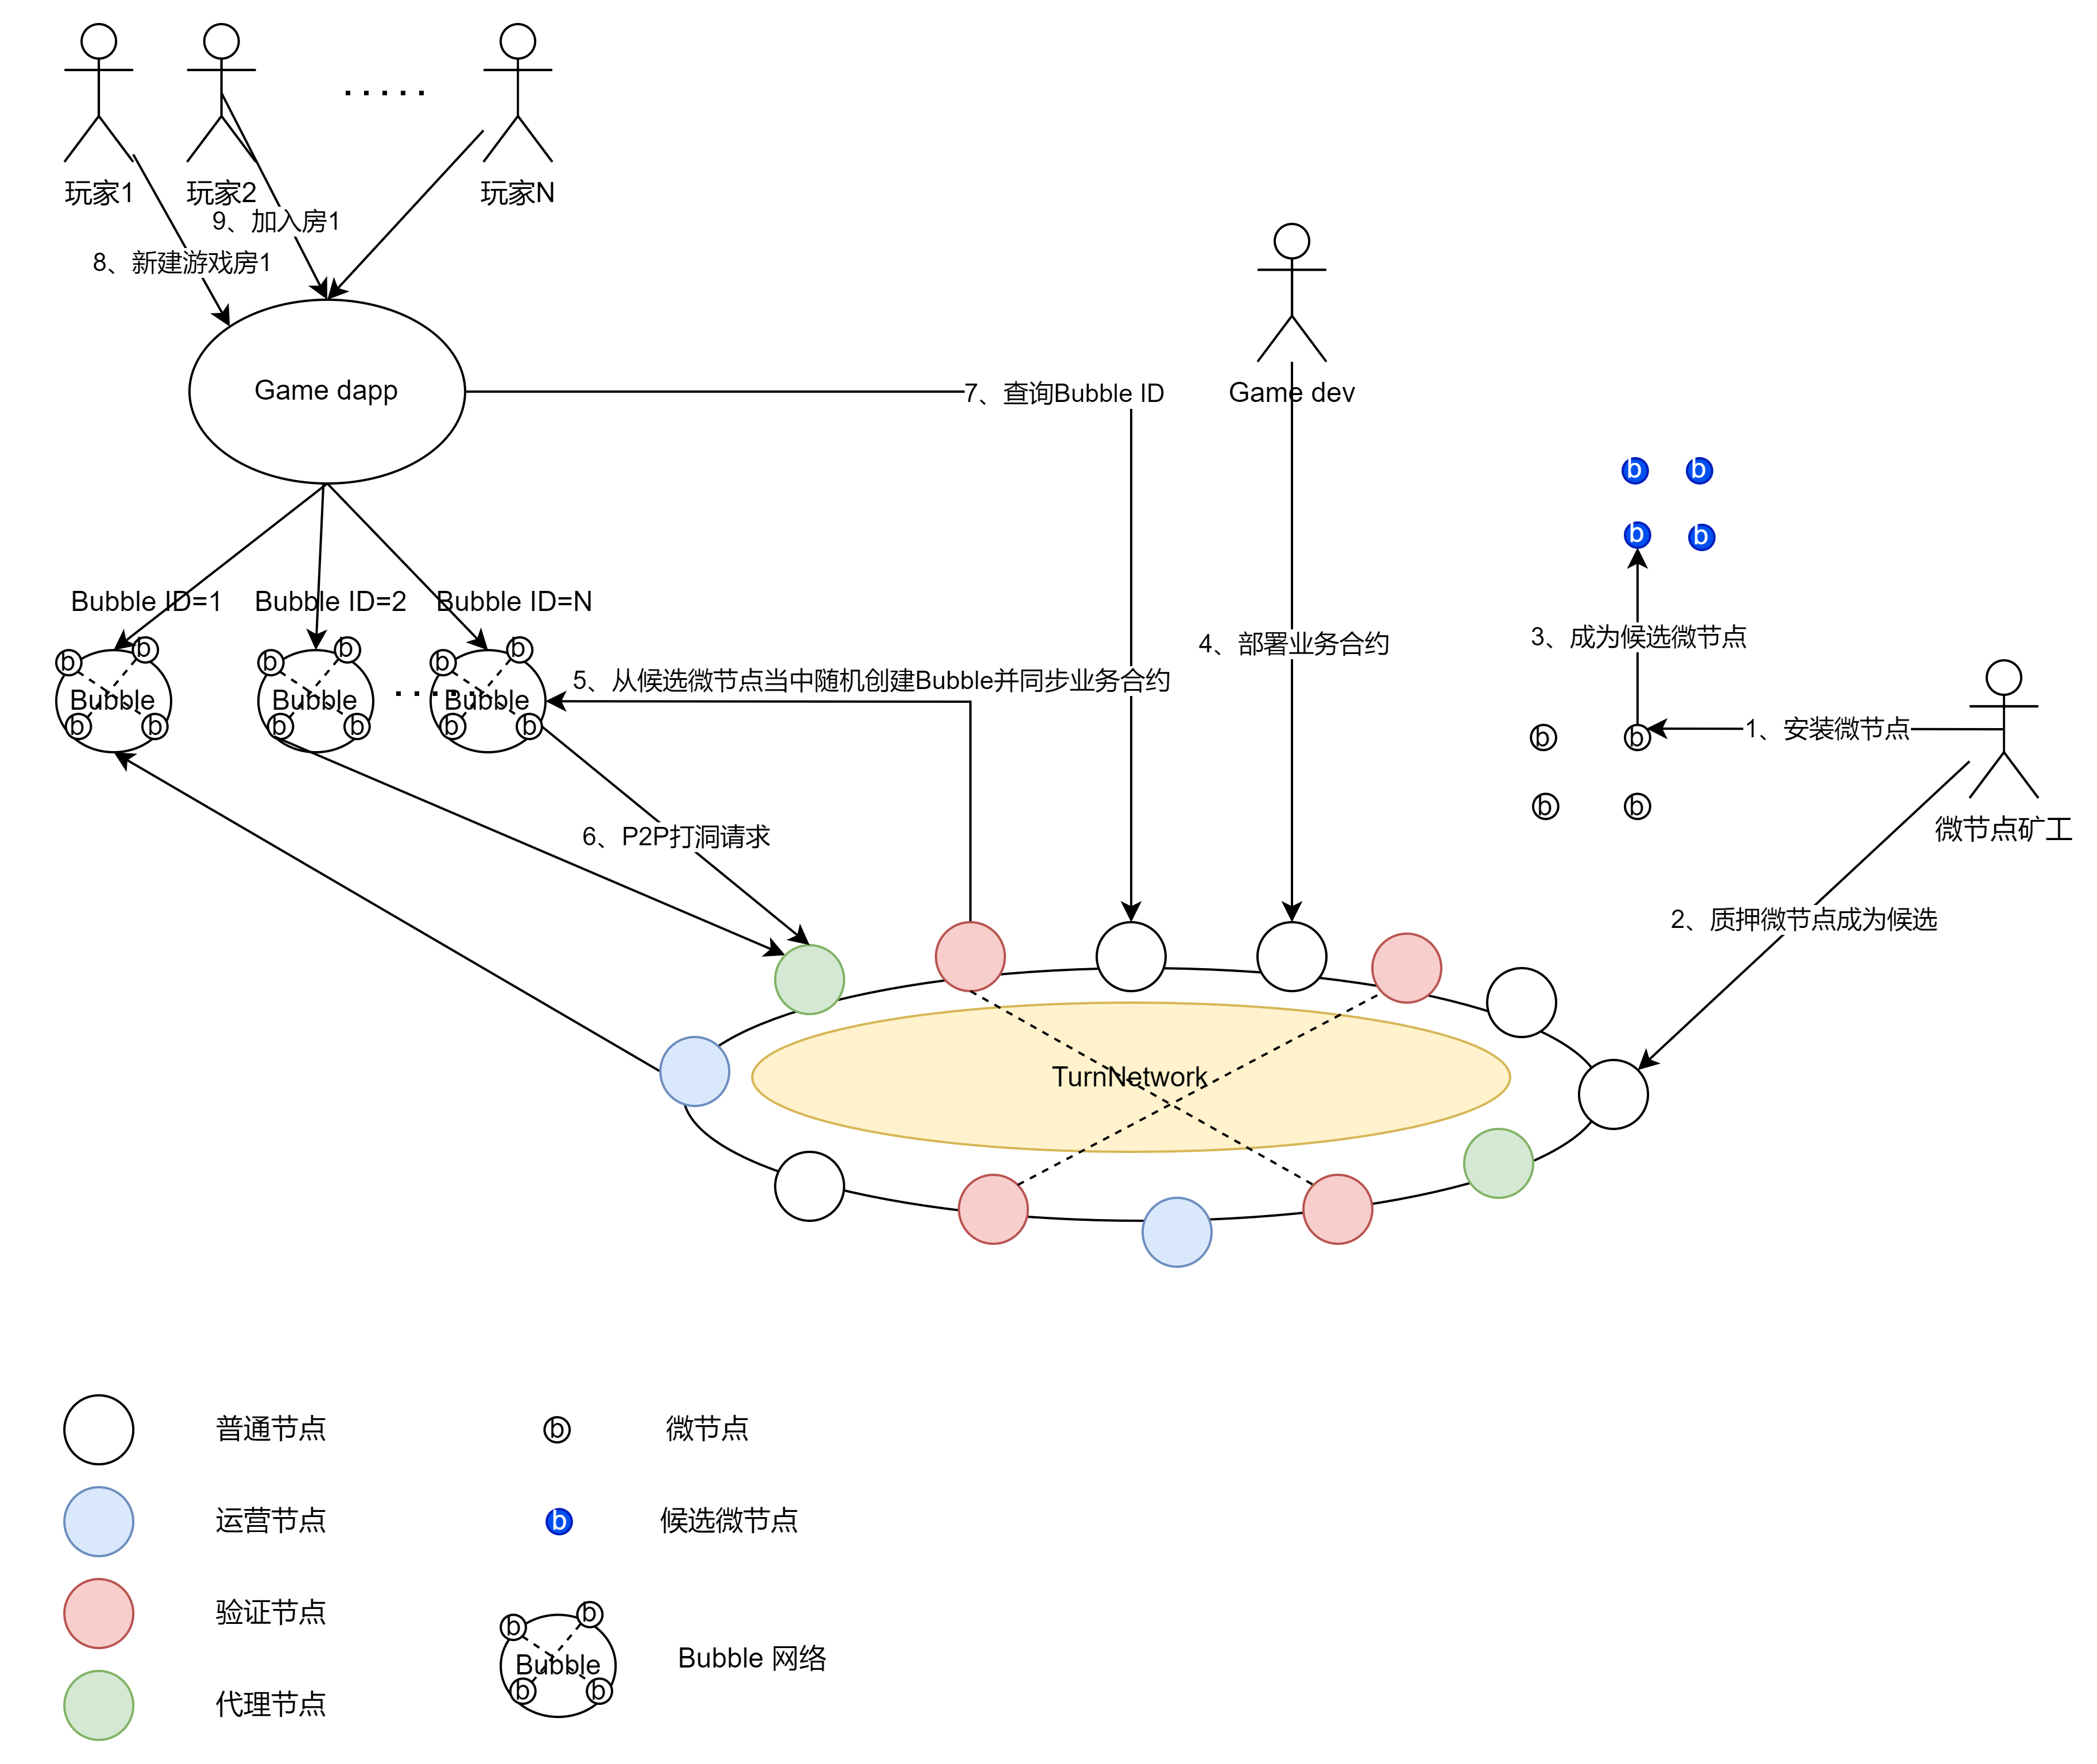 玩家1
玩家2
.....
玩家N
9、加入房1
8、新建游戏房1
Game dapp
7、查询Bubble ID
Game dev
b
b
b
b
Bubble ID=1
Bubble ID=2
Bubble ID=N
4、部署业务合约
3、成为候选微节点
b
b
Bubble
b
b
b
b
Bubble
b
b
.....
b
b
Bubble
b
b
5、从候选微节点当中随机创建Bubble并同步业务合约
1、安装微节点
b
b
b
b
微节点矿工
6、P2P打洞请求
2、质押微节点成为候选
TurnNetwork
普通节点
b
微节点
运营节点
b
候选微节点
验证节点
b
b
Bubble
b
b
Bubble 网络
代理节点